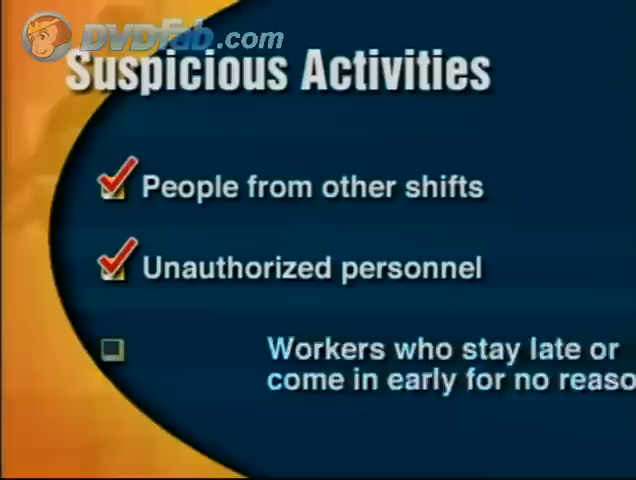 DVDFab.com
Suspicious Activities
People from other shifts
Unauthorized personnel
Workers who stay late or
come in early for no reaso